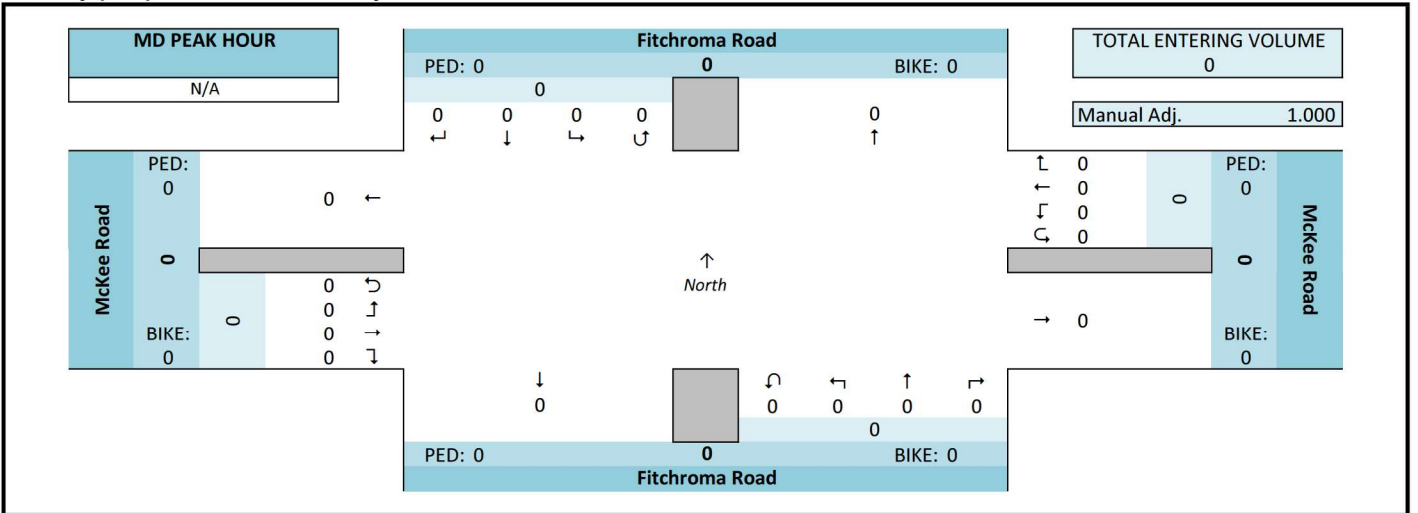 MD PEAK HOUR
N/A
Fitchroma Road
PED: 0 0 BIKE: 0
0
0 0 0 0
↵ ↓ ↳ ↺
0
↑
TOTAL ENTERING VOLUME
0
Manual Adj. 1.000
McKee Road
PED:
0
0
BIKE:
0
0 ←
0
0 ↺
0 ↱
0 →
0 ↴
↑
North
↰ 0
← 0
↲ 0
↺ 0
0
→ 0
PED:
0
0
BIKE:
0
McKee Road
↓
0
↶ ↰ ↑ ↱
0 0 0 0
0
PED: 0 0 BIKE: 0
Fitchroma Road